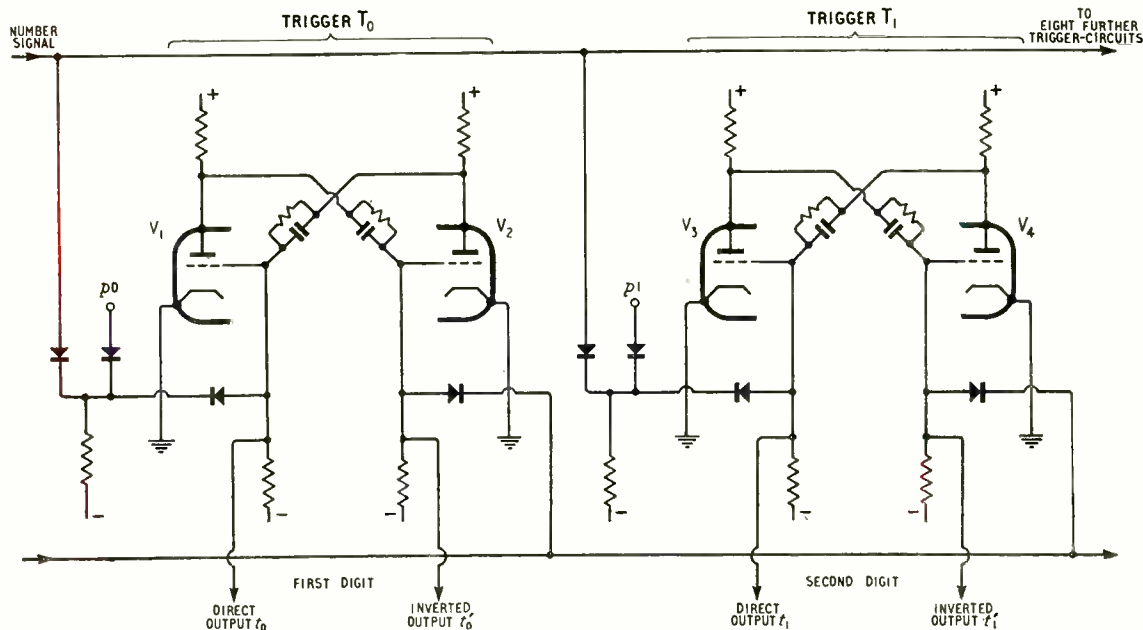 NUMBER
SIGNAL
TRIGGER T0
TRIGGER T1
TO
EIGHT FURTHER
TRIGGER-CIRCUITS
+
+
+
+
V1
V2
V3
V4
p0
p1
−
−
−
−
−
−
FIRST DIGIT
SECOND DIGIT
DIRECT
OUTPUT t0
INVERTED
OUTPUT t0'
DIRECT
OUTPUT t1
INVERTED
OUTPUT t1'